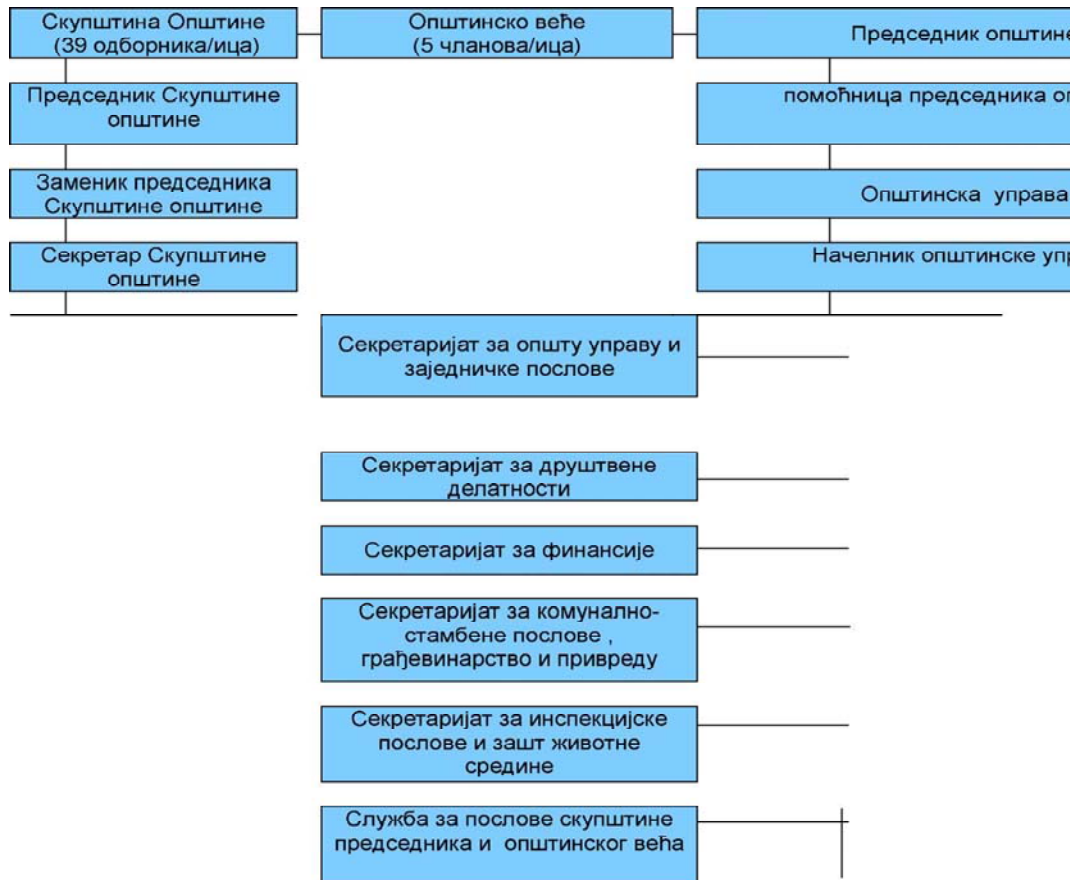 Скупштина Општине
(39 одборника/ица)
Општинско веће
(5 чланова/ица)
Председник општине
Председник Скупштине
општине
помоћница председника оп
Заменик председника
Скупштине општине
Општинска управа
Секретар Скупштине
општине
Начелник општинске упр
Секретаријат за општу управу и
заједничке послове
Секретаријат за друштвене
делатности
Секретаријат за финансије
Секретаријат за комунално-
стамбене послове ,
грађевинарство и привреду
Секретаријат за инспекцијске
послове и зашт животне
средине
Служба за послове скупштине
председника и општинског већа